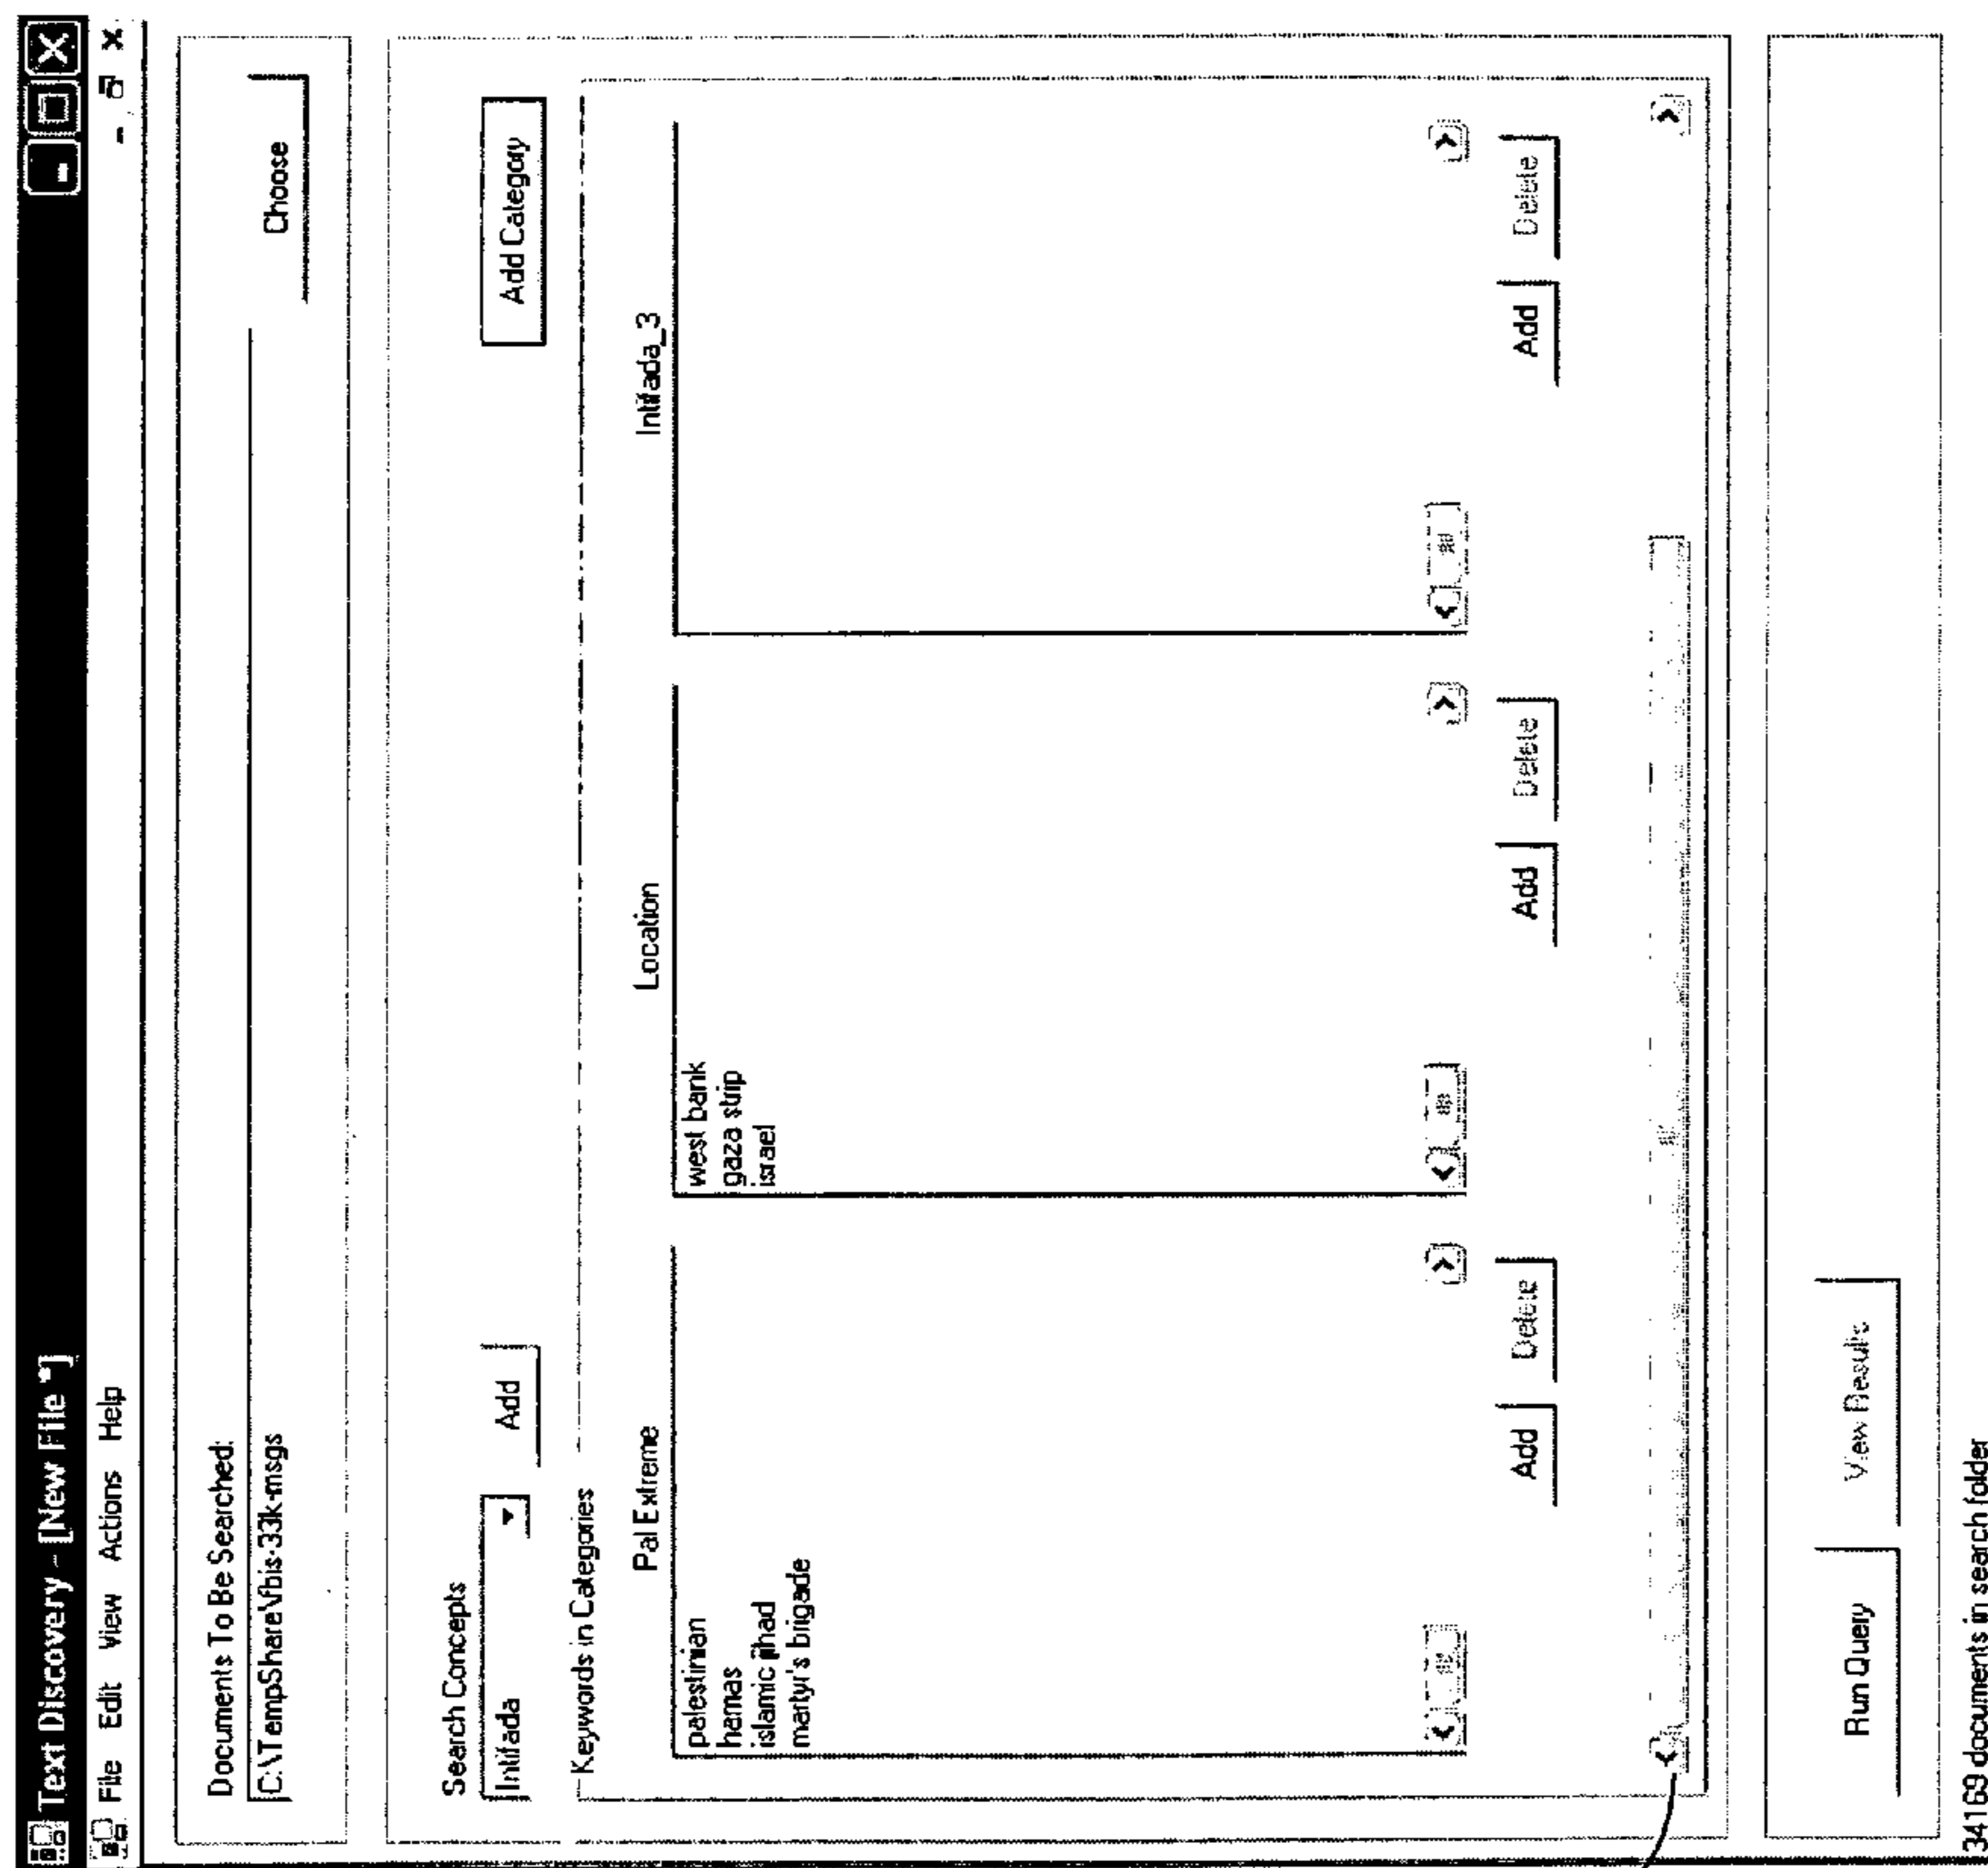 Text Discovery - [New File *]
File Edit View Actions Help
Documents To Be Searched:
C:\TempShare\fbis-33k-msgs
Choose
Search Concepts
Intifada
Add
Add Category
Keywords in Categories
Pal Extreme
Location
Intifada_3
palestinian
hamas
islamic jihad
martyr's brigade
west bank
gaza strip
israel
Add Delete
Add Delete
Add Delete
Run Query
View Results
34169 documents in search folder